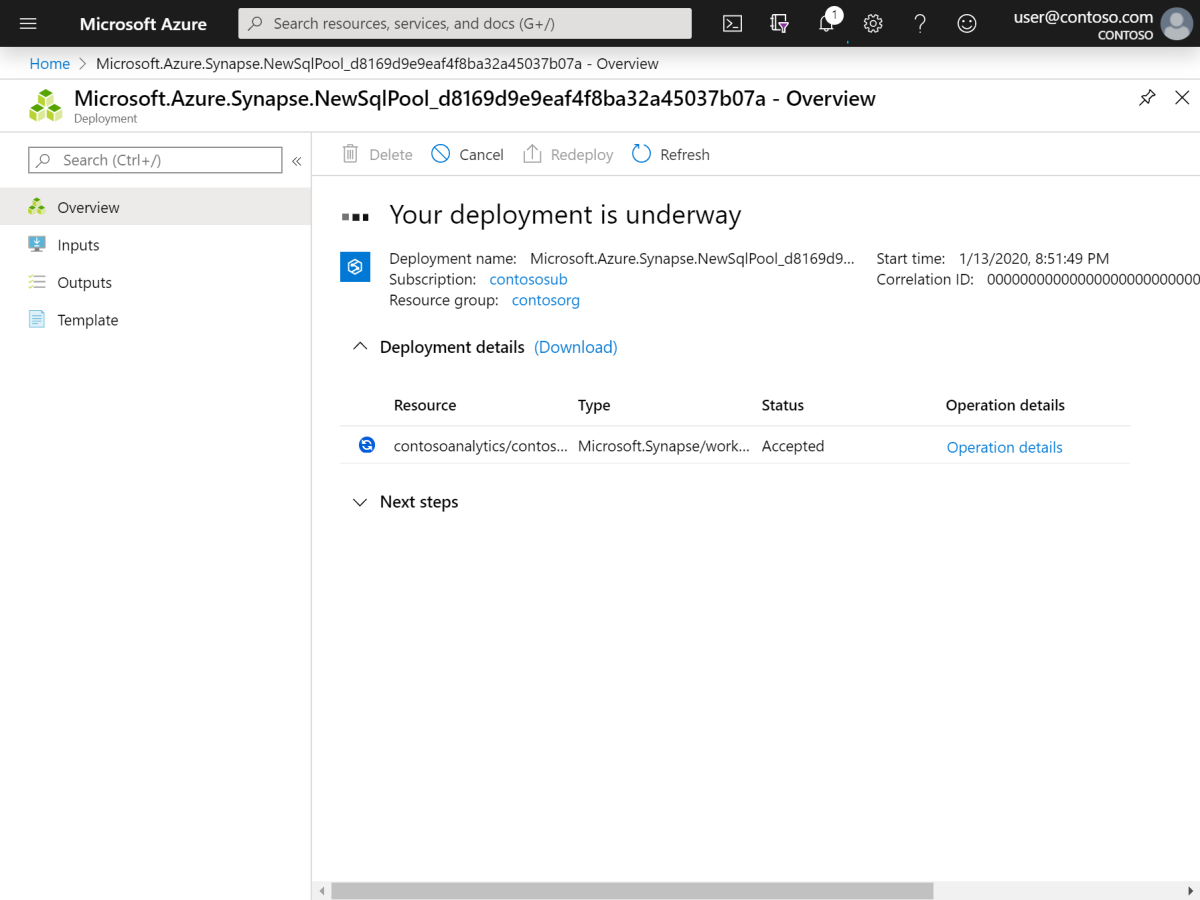 Microsoft Azure
Search resources, services, and docs (G+/)
1
user@contoso.com
CONTOSO
Home > Microsoft.Azure.Synapse.NewSqlPool_d8169d9e9eaf4f8ba32a45037b07a - Overview
Microsoft.Azure.Synapse.NewSqlPool_d8169d9e9eaf4f8ba32a45037b07a - Overview
Deployment
Search (Ctrl+/)
«
Overview
Inputs
Outputs
Template
Delete
Cancel
Redeploy
Refresh
Your deployment is underway
Deployment name: Microsoft.Azure.Synapse.NewSqlPool_d8169d9...
Subscription: contososub
Resource group: contosorg
Start time: 1/13/2020, 8:51:49 PM
Correlation ID: 00000000000000000000000000
Deployment details (Download)
Resource Type Status Operation details
contosoanalytics/contos... Microsoft.Synapse/work... Accepted Operation details
Next steps